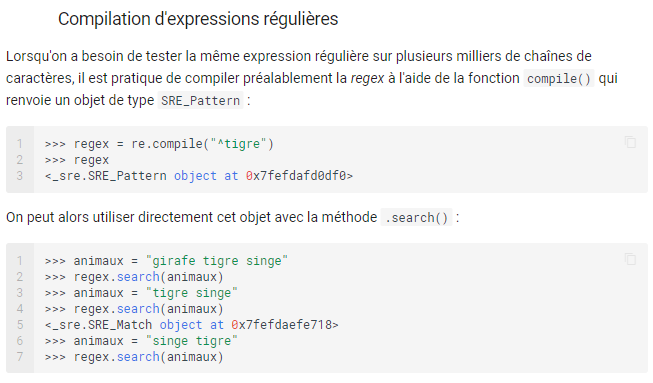 Compilation d'expressions régulières
Lorsqu'on a besoin de tester la même expression régulière sur plusieurs milliers de chaînes de
caractères, il est pratique de compiler préalablement la regex à l'aide de la fonction compile() qui
renvoie un objet de type SRE_Pattern :
1 >>> regex = re.compile("^tigre")
2 >>> regex
3 <_sre.SRE_Pattern object at 0x7fefdafd0df0>
On peut alors utiliser directement cet objet avec la méthode .search() :
1 >>> animaux = "girafe tigre singe"
2 >>> regex.search(animaux)
3 >>> animaux = "tigre singe"
4 >>> regex.search(animaux)
5 <_sre.SRE_Match object at 0x7fefdaefe718>
6 >>> animaux = "singe tigre"
7 >>> regex.search(animaux)